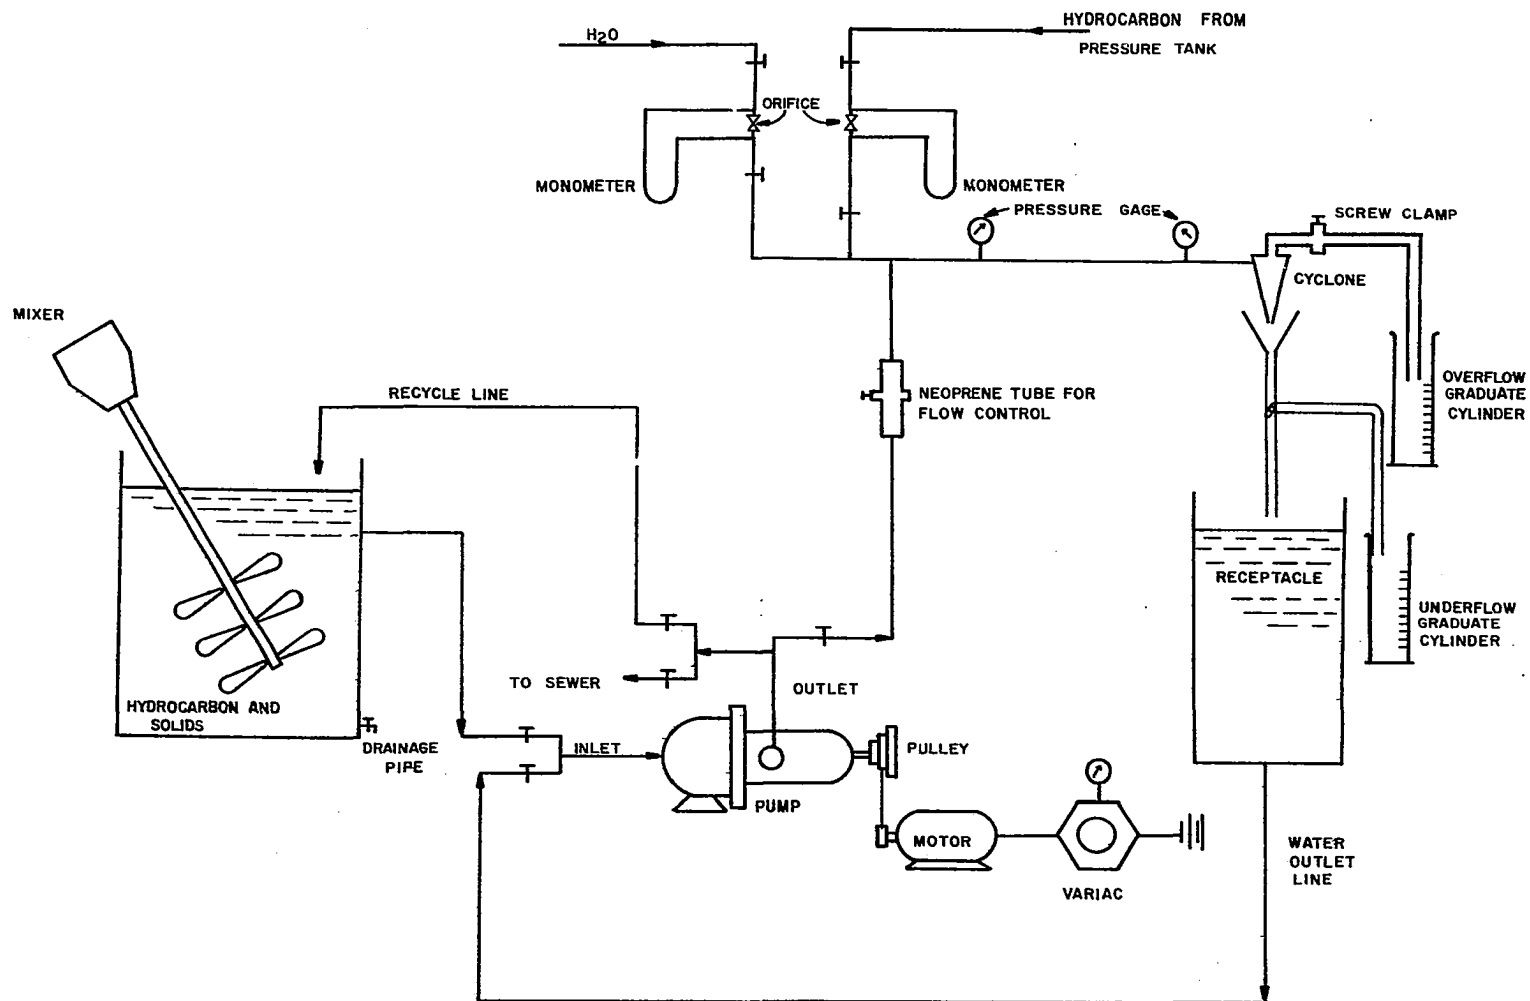 HYDROCARBON FROM
PRESSURE TANK
H2O
ORIFICE
MONOMETER
MONOMETER
PRESSURE GAGE
SCREW CLAMP
CYCLONE
MIXER
RECYCLE LINE
NEOPRENE TUBE FOR
FLOW CONTROL
OVERFLOW
GRADUATE
CYLINDER
RECEPTACLE
UNDERFLOW
GRADUATE
CYLINDER
TO SEWER
OUTLET
HYDROCARBON AND
SOLIDS
DRAINAGE
PIPE
INLET
PULLEY
PUMP
MOTOR
VARIAC
WATER
OUTLET
LINE